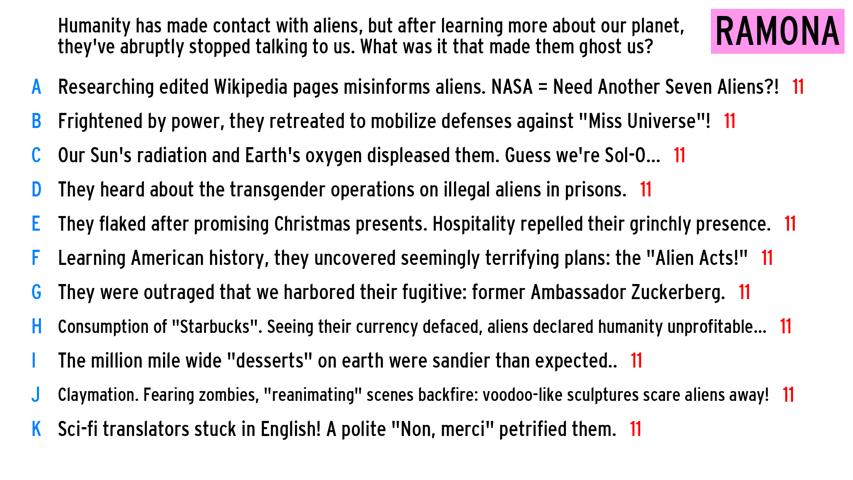 Humanity has made contact with aliens, but after learning more about our planet,
they've abruptly stopped talking to us. What was it that made them ghost us?
RAMONA
A Researching edited Wikipedia pages misinforms aliens. NASA = Need Another Seven Aliens?! 11
B Frightened by power, they retreated to mobilize defenses against "Miss Universe"! 11
C Our Sun's radiation and Earth's oxygen displeased them. Guess we're Sol-O... 11
D They heard about the transgender operations on illegal aliens in prisons. 11
E They flaked after promising Christmas presents. Hospitality repelled their grinchly presence. 11
F Learning American history, they uncovered seemingly terrifying plans: the "Alien Acts!" 11
G They were outraged that we harbored their fugitive: former Ambassador Zuckerberg. 11
H Consumption of "Starbucks". Seeing their currency defaced, aliens declared humanity unprofitable... 11
I The million mile wide "desserts" on earth were sandier than expected.. 11
J Claymation. Fearing zombies, "reanimating" scenes backfire: voodoo-like sculptures scare aliens away! 11
K Sci-fi translators stuck in English! A polite "Non, merci" petrified them. 11